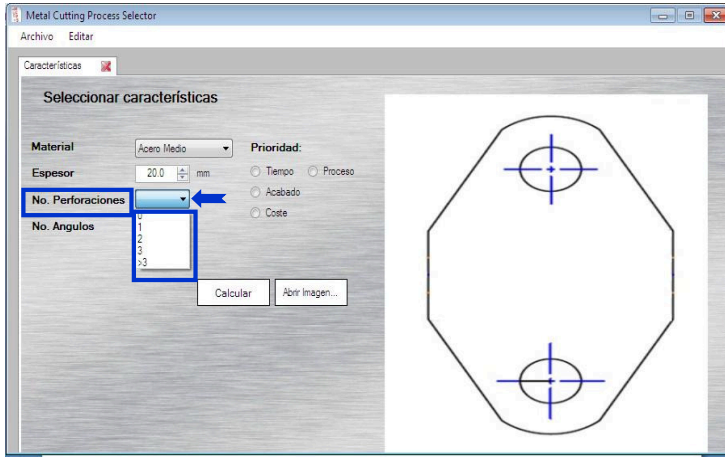 Metal Cutting Process Selector
Archivo Editar
Características
Seleccionar características
Material Acero Medio Prioridad:
Espesor 20.0 mm Tiempo Proceso
No. Perforaciones Acabado
0 Coste
No. Angulos 1
2
3
>3
Calcular Abrir Imagen...